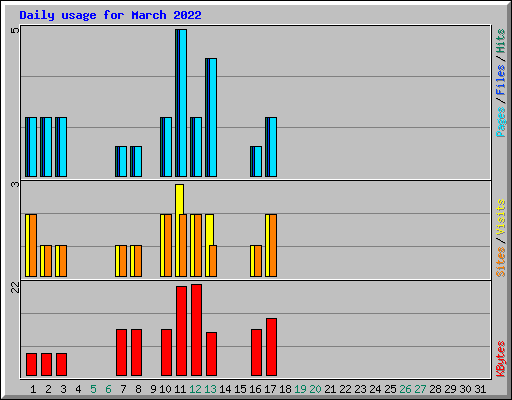 Daily usage for March 2022
5
Pages/Files/Hits
3
Sites/Visits
22
KBytes
1 2 3 4 5 6 7 8 9 10 11 12 13 14 15 16 17 18 19 20 21 22 23 24 25 26 27 28 29 30 31